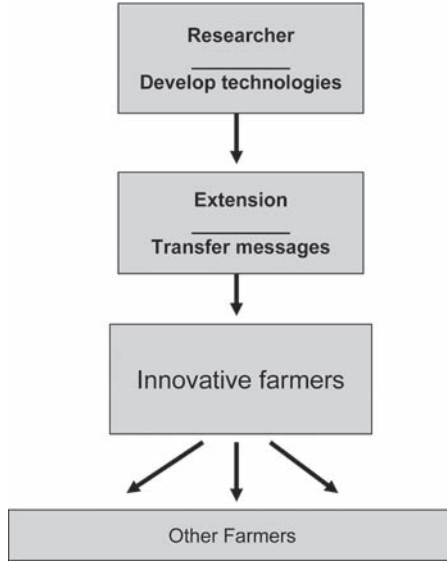 Researcher
Develop technologies
Extension
Transfer messages
Innovative farmers
Other Farmers